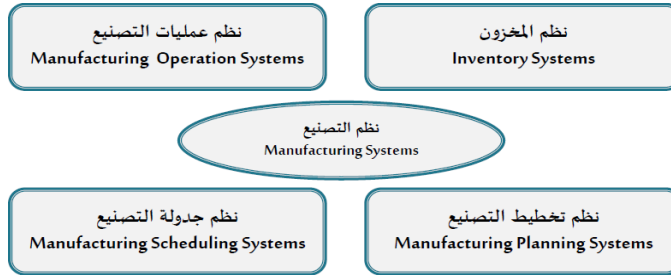 نظم عمليات التصنيع
Manufacturing Operation Systems
نظم المخزون
Inventory Systems
نظم التصنيع
Manufacturing Systems
نظم جدولة التصنيع
Manufacturing Scheduling Systems
نظم تخطيط التصنيع
Manufacturing Planning Systems